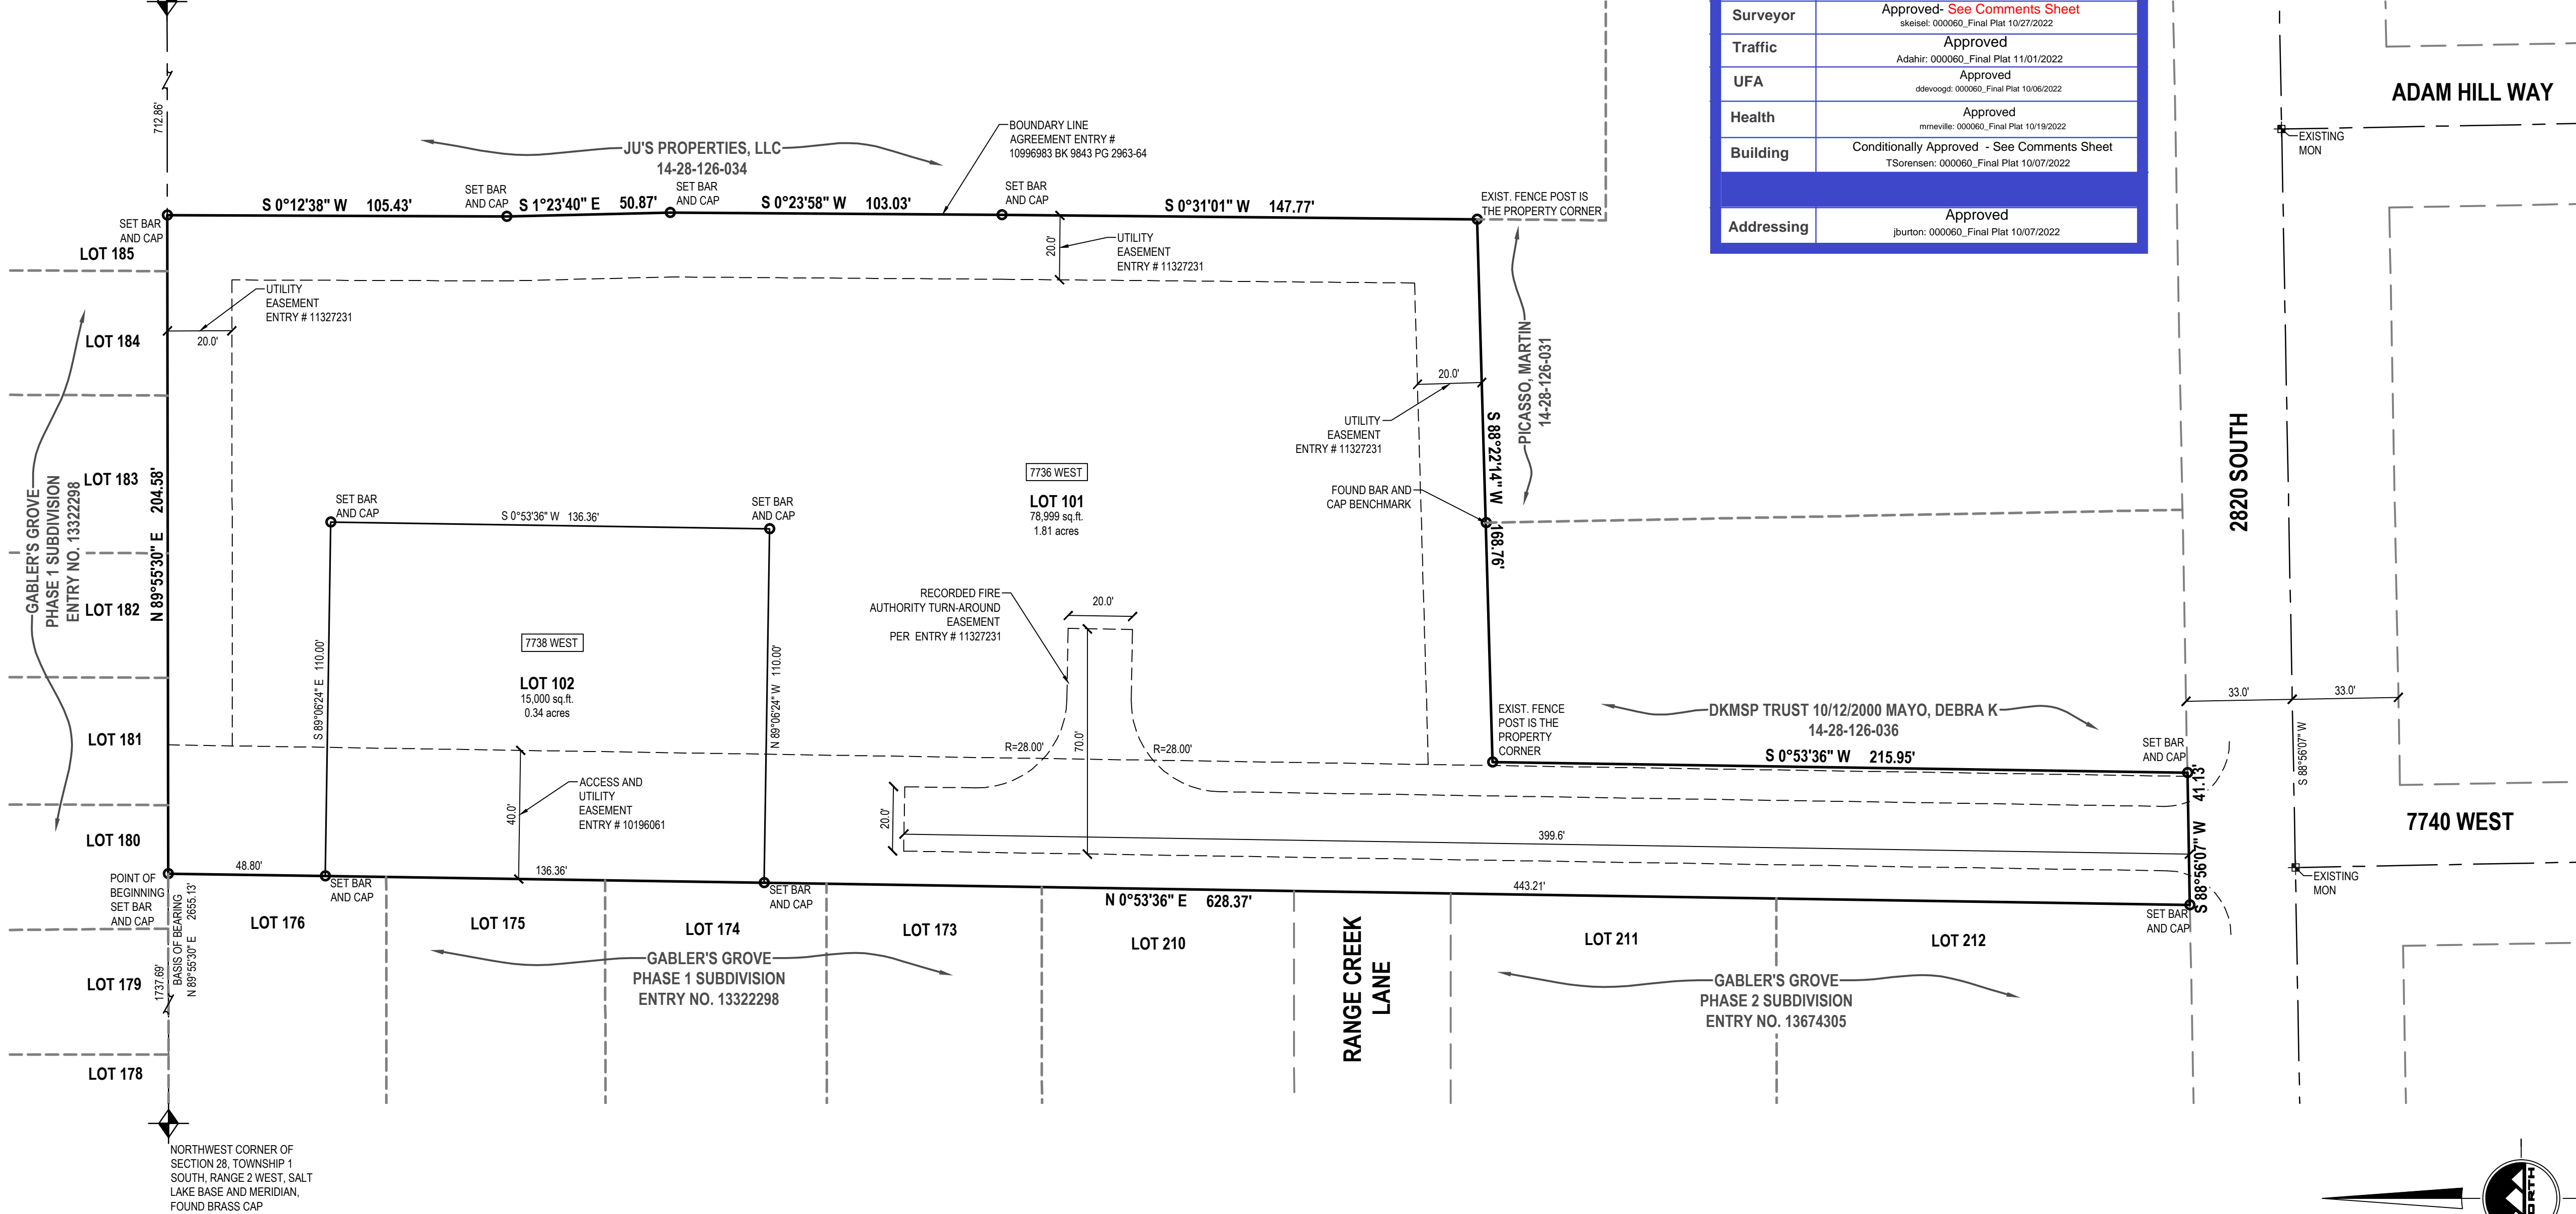 712.86'
JU'S PROPERTIES, LLC
14-28-126-034
BOUNDARY LINE
AGREEMENT ENTRY #
10996983 BK 9843 PG 2963-64
SET BAR
AND CAP
S 0°12'38" W 105.43'
SET BAR
AND CAP
S 1°23'40" E 50.87'
SET BAR
AND CAP
S 0°23'58" W 103.03'
SET BAR
AND CAP
S 0°31'01" W 147.77'
EXIST. FENCE POST IS
THE PROPERTY CORNER
Surveyor
Approved- See Comments Sheet
skeisel: 000060_Final Plat 10/27/2022
Traffic
Approved
Adahir: 000060_Final Plat 11/01/2022
UFA
Approved
ddevoogd: 000060_Final Plat 10/06/2022
Health
Approved
mrneville: 000060_Final Plat 10/19/2022
Building
Conditionally Approved - See Comments Sheet
TSorensen: 000060_Final Plat 10/07/2022
Addressing
Approved
jburton: 000060_Final Plat 10/07/2022
ADAM HILL WAY
EXISTING
MON
LOT 185
LOT 184
LOT 183
LOT 182
LOT 181
LOT 180
LOT 179
LOT 178
GABLER'S GROVE
PHASE 1 SUBDIVISION
ENTRY NO. 13322298
N 89°55'30" E 204.58'
UTILITY
EASEMENT
ENTRY # 11327231
20.0'
20.0'
UTILITY
EASEMENT
ENTRY # 11327231
20.0'
UTILITY
EASEMENT
ENTRY # 11327231
PICASSO, MARTIN
14-28-126-031
S 88°22'14" W 168.76'
FOUND BAR AND
CAP BENCHMARK
7736 WEST
LOT 101
78,999 sq.ft.
1.81 acres
SET BAR
AND CAP
S 0°53'36" W 136.36'
SET BAR
AND CAP
S 89°06'24" E 110.00'
7738 WEST
LOT 102
15,000 sq.ft.
0.34 acres
N 89°06'24" W 110.00'
RECORDED FIRE
AUTHORITY TURN-AROUND
EASEMENT
PER ENTRY # 11327231
20.0'
70.0'
R=28.00'
R=28.00'
20.0'
399.6'
ACCESS AND
UTILITY
EASEMENT
ENTRY # 10196061
40.0'
EXIST. FENCE
POST IS THE
PROPERTY
CORNER
DKMSP TRUST 10/12/2000 MAYO, DEBRA K
14-28-126-036
S 0°53'36" W 215.95'
SET BAR
AND CAP
S 88°56'07" W 41.13'
2820 SOUTH
33.0'
33.0'
S 88°56'07" W
7740 WEST
EXISTING
MON
SET BAR
AND CAP
POINT OF
BEGINNING
SET BAR
AND CAP
48.80'
SET BAR
AND CAP
136.36'
SET BAR
AND CAP
N 0°53'36" E 628.37'
443.21'
1737.69'
BASIS OF BEARING
N 89°55'30" E 2655.13'
LOT 176
LOT 175
LOT 174
LOT 173
LOT 210
RANGE CREEK
LANE
LOT 211
LOT 212
GABLER'S GROVE
PHASE 1 SUBDIVISION
ENTRY NO. 13322298
GABLER'S GROVE
PHASE 2 SUBDIVISION
ENTRY NO. 13674305
NORTHWEST CORNER OF
SECTION 28, TOWNSHIP 1
SOUTH, RANGE 2 WEST, SALT
LAKE BASE AND MERIDIAN,
FOUND BRASS CAP
NORTH